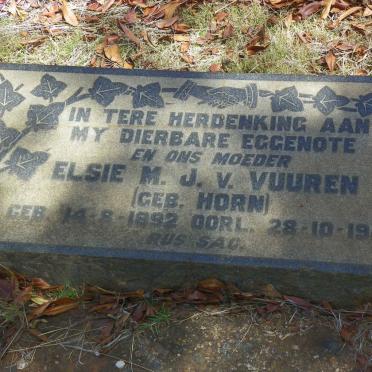 IN TERE HERDENKING AAN
MY DIERBARE EGGENOTE
EN ONS MOEDER
ELSIE M. J. V. VUUREN
(GEB. HORN)
GEB. 14-8-1892 OORL. 28-10-19
RUS SAG.